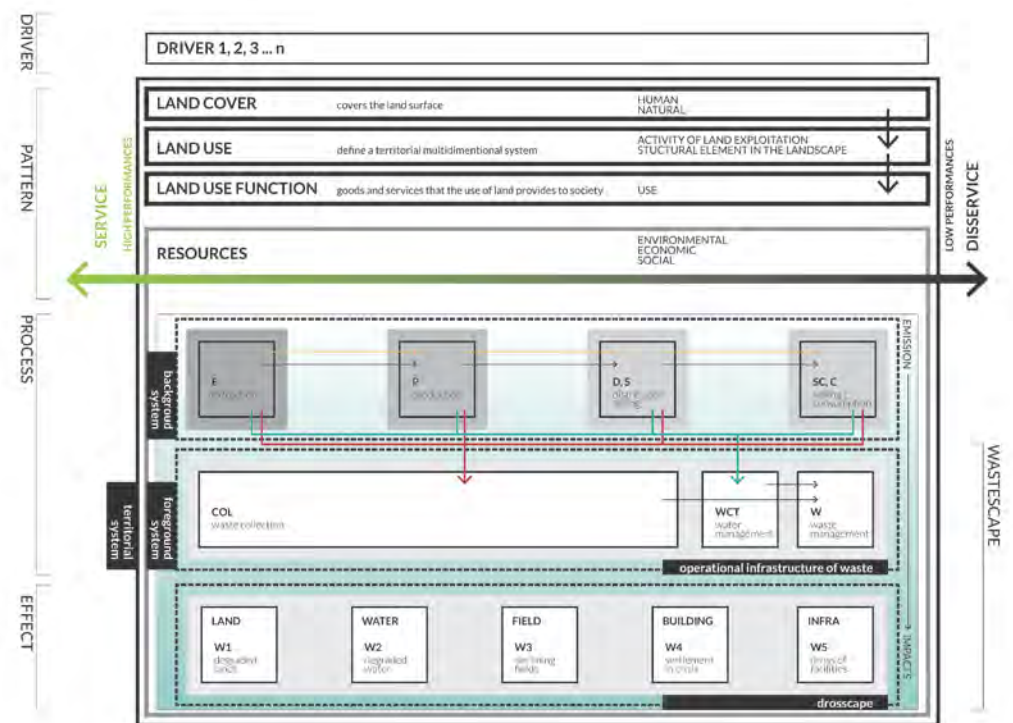 DRIVER
DRIVER 1, 2, 3 ... n
PATTERN
LAND COVER
covers the land surface
HUMAN
NATURAL
LAND USE
define a territorial multidimentional system
ACTIVITY OF LAND EXPLOITATION
STUCTURAL ELEMENT IN THE LANDSCAPE
LAND USE FUNCTION
goods and services that the use of land provides to society
USE
SERVICE
HIGH PERFORMANCES
LOW PERFORMANCES
DISSERVICE
RESOURCES
ENVIRONMENTAL
ECONOMIC
SOCIAL
PROCESS
backgroud
system
E
extraction
P
production
D, S
SC, C
consumption
EMISSION
territorial
system
foreground
system
COL
waste collection
WCT
water
management
W
waste
management
operational infrastructure of waste
WASTESCAPE
EFFECT
LAND
W1
degraded
lands
WATER
W2
degraded
water
FIELD
W3
declining
fields
BUILDING
W4
settlement
in crisis
INFRA
W5
facilities
IMPACTS
drosscape